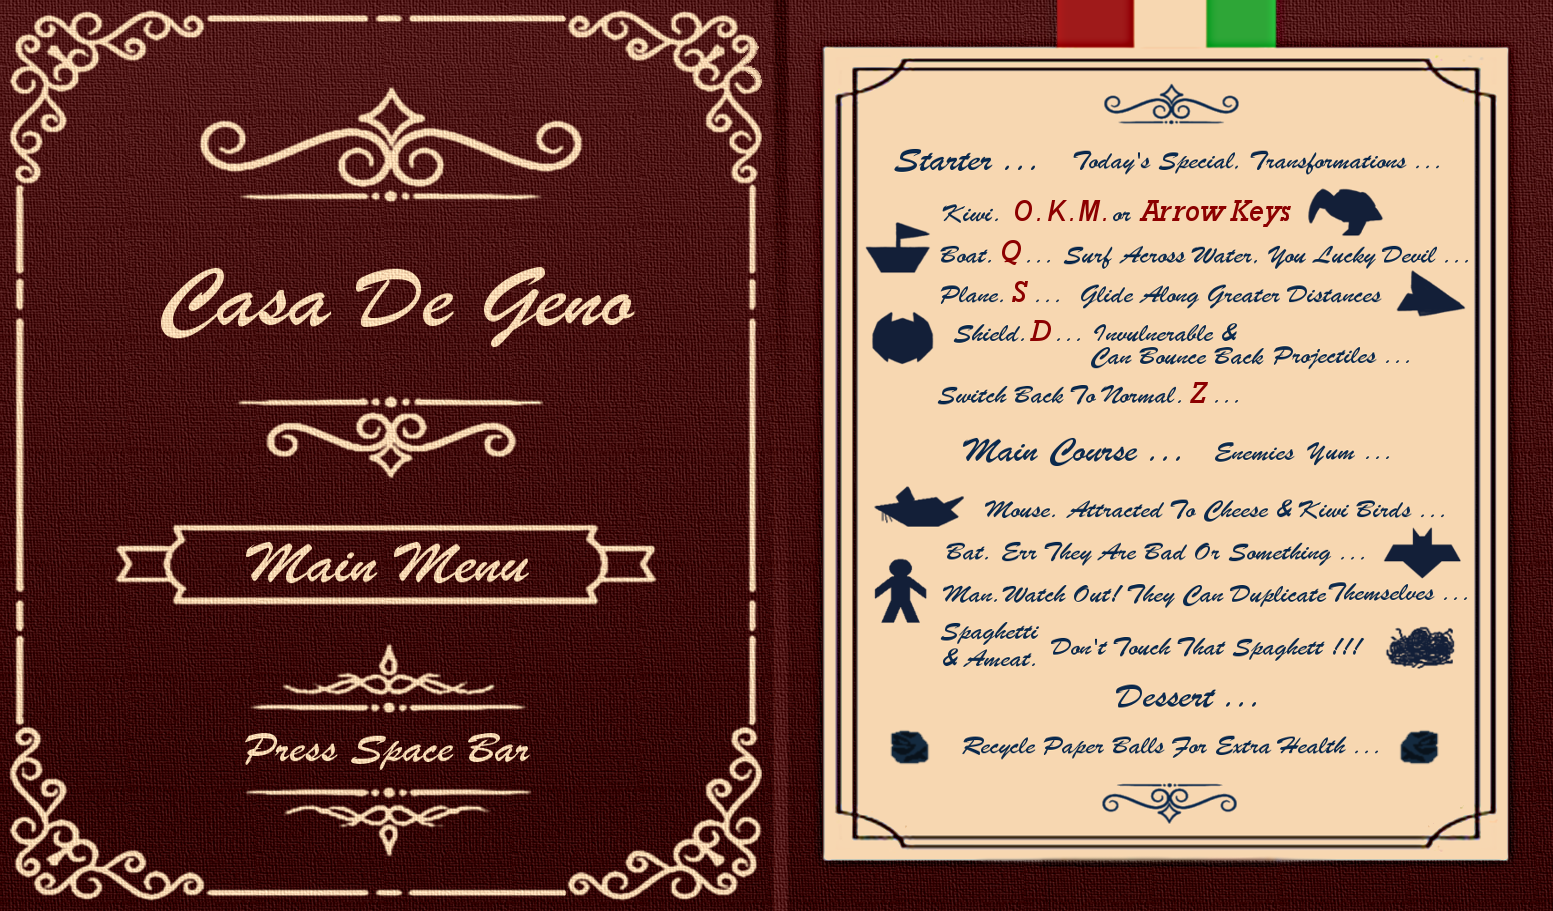 Casa De Geno
Main Menu
Press Space Bar
Starter ... Today's Special, Transformations ...
Kiwi. O.K.M. or Arrow Keys
Boat. Q ... Surf Across Water, You Lucky Devil ...
Plane. S ... Glide Along Greater Distances
Shield. D ... Invulnerable &
Can Bounce Back Projectiles ...
Switch Back To Normal. Z ...
Main Course ... Enemies Yum ...
Mouse. Attracted To Cheese & Kiwi Birds ...
Bat. Err They Are Bad Or Something ...
Man. Watch Out! They Can Duplicate Themselves ...
Spaghetti
& Ameat. Don't Touch That Spaghett !!!
Dessert ...
Recycle Paper Balls For Extra Health ...